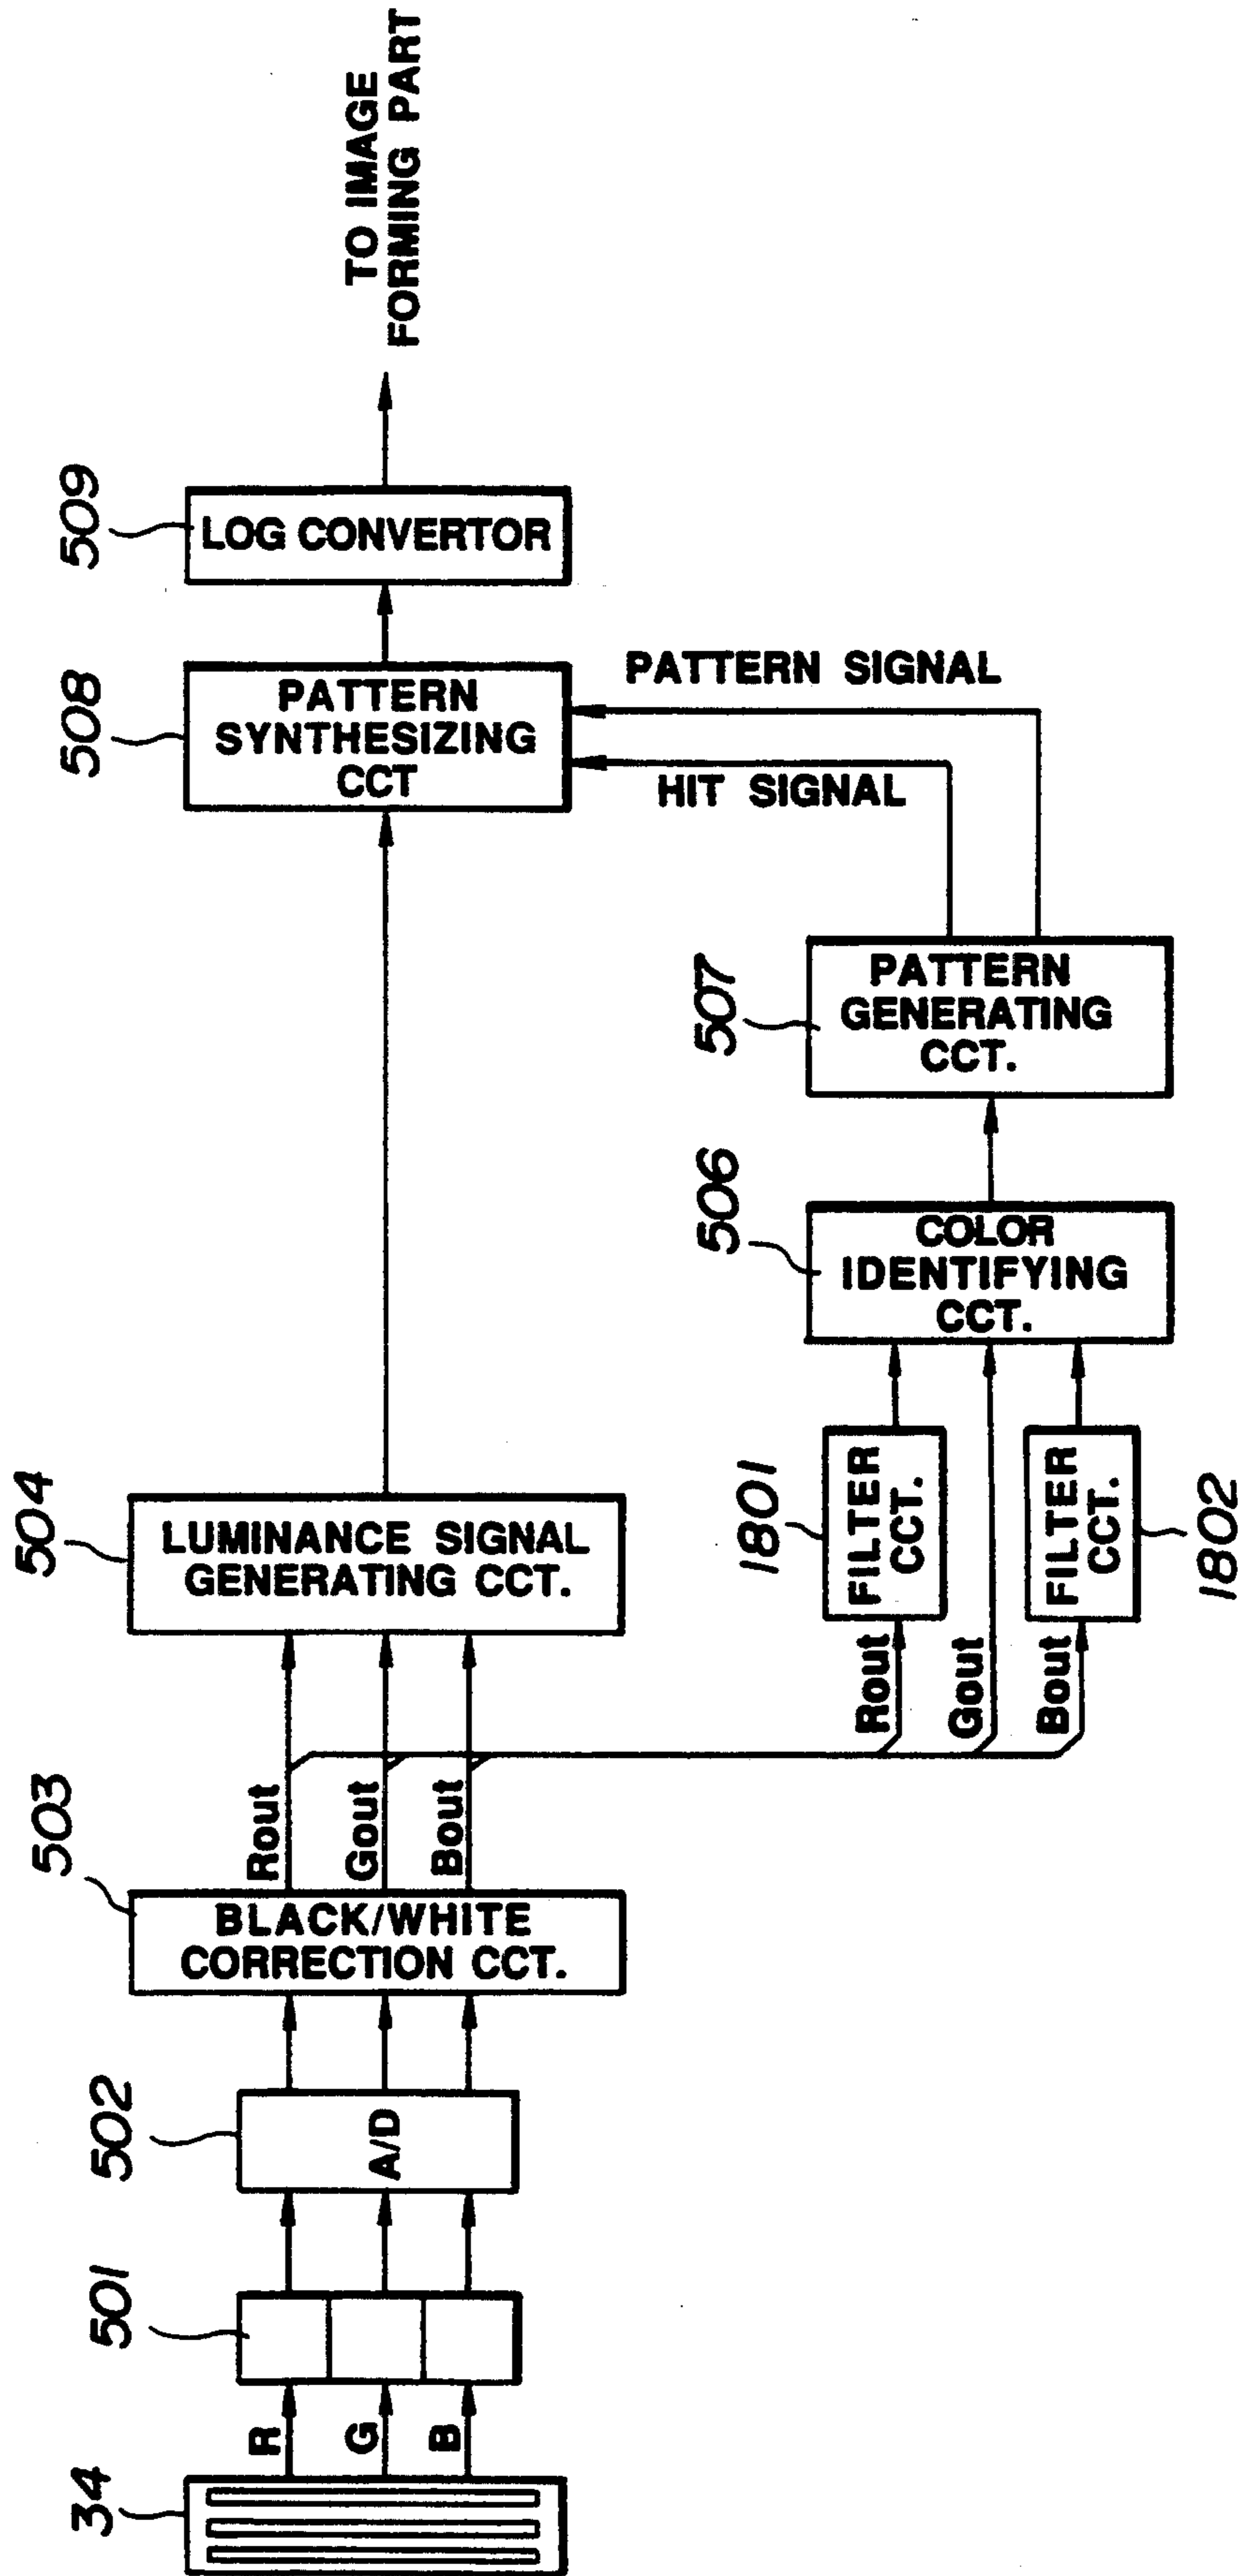 34
R
G
B
501
502
A/D
503
BLACK/WHITE
CORRECTION CCT.
Rout
Gout
Bout
504
LUMINANCE SIGNAL
GENERATING CCT.
Rout
Gout
Bout
1801
FILTER
CCT.
1802
FILTER
CCT.
506
COLOR
IDENTIFYING
CCT.
507
PATTERN
GENERATING
CCT.
HIT SIGNAL
PATTERN SIGNAL
508
PATTERN
SYNTHESIZING
CCT
509
LOG CONVERTOR
TO IMAGE
FORMING PART